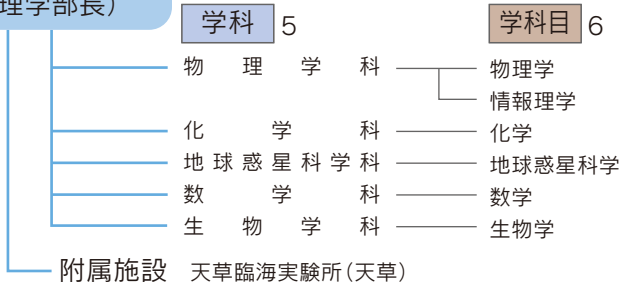 理学部長)
学科 5 学科目 6
物理学科 物理学
情報理学
化学科 化学
地球惑星科学科 地球惑星科学
数学科 数学
生物学科 生物学
附属施設 天草臨海実験所(天草)